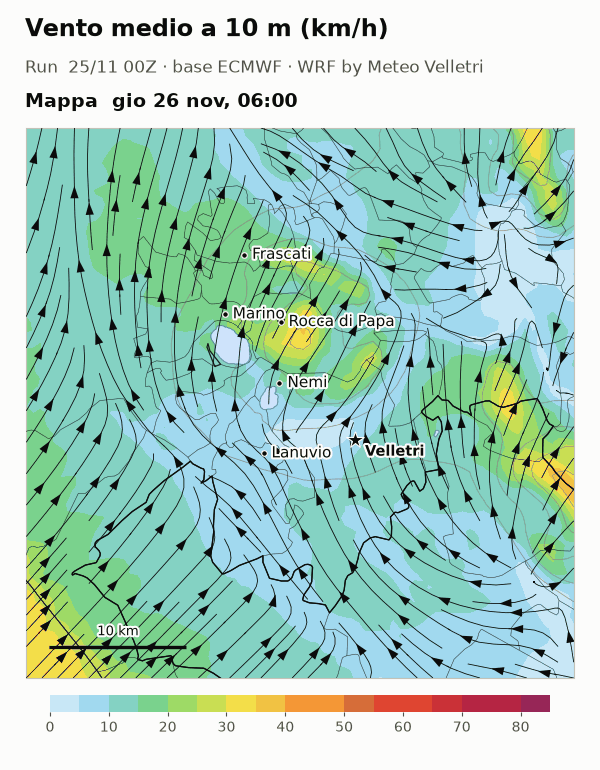 Vento medio a 10 m (km/h)
Run  25/11 00Z · base ECMWF · WRF by Meteo Velletri
Mappa  gio 26 nov, 06:00
Frascati
Marino
Rocca di Papa
Nemi
Lanuvio
Velletri
10 km
0 10 20 30 40 50 60 70 80